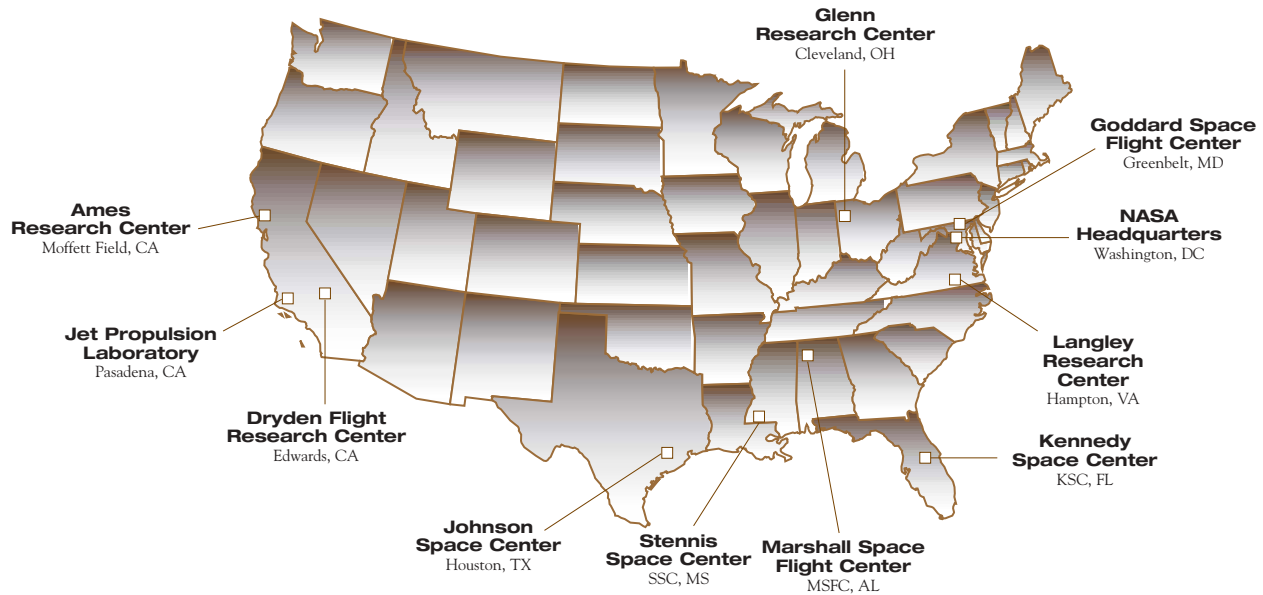 Glenn
Research Center
Cleveland, OH
Goddard Space
Flight Center
Greenbelt, MD
Ames
Research Center
Moffett Field, CA
NASA
Headquarters
Washington, DC
Jet Propulsion
Laboratory
Pasadena, CA
Langley
Research
Center
Hampton, VA
Dryden Flight
Research Center
Edwards, CA
Kennedy
Space Center
KSC, FL
Johnson
Space Center
Houston, TX
Stennis
Space Center
SSC, MS
Marshall Space
Flight Center
MSFC, AL